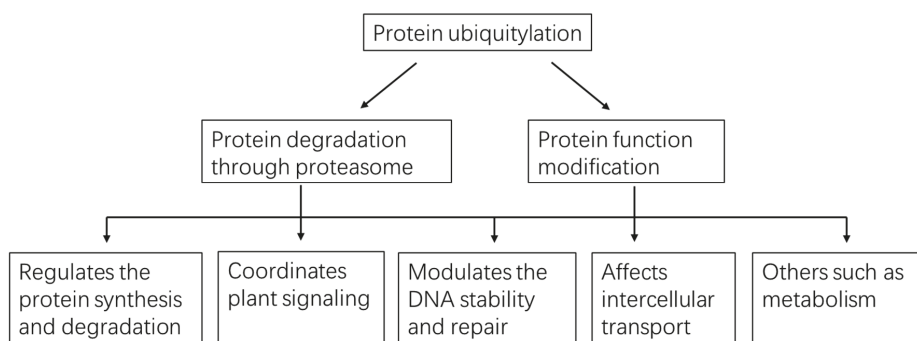 Protein ubiquitylation
Protein degradation
through proteasome
Protein function
modification
Regulates the
protein synthesis
and degradation
Coordinates
plant signaling
Modulates the
DNA stability
and repair
Affects
intercellular
transport
Others such as
metabolism